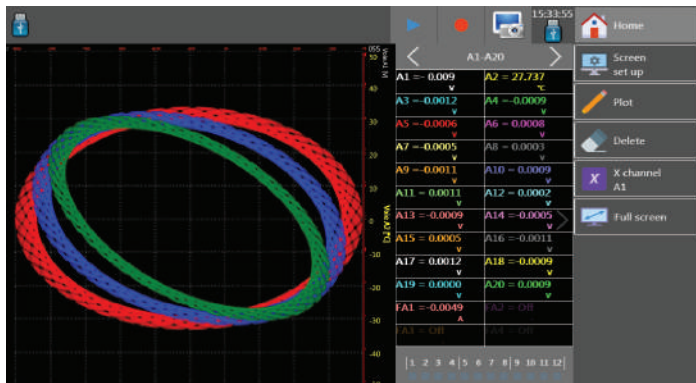 15:33:55
Home
A1-A20
Screen
set up
Plot
Delete
X channel
A1
Full screen
A1 =- 0.009
V
A2 = 27.737
℃
A3 =-0.0012
V
A4 =-0.0009
V
A5 =-0.0006
V
A6 = 0.0008
V
A7 =-0.0005
V
A8 = 0.0003
V
A9 =-0.0011
V
A10 = 0.0009
V
A11 = 0.0011
V
A12 = 0.0002
V
A13 =-0.0009
V
A14 =-0.0005
V
A15 = 0.0005
V
A16 =-0.0011
V
A17 = 0.0012
V
A18 =-0.0009
V
A19 = 0.0000
V
A20 = 0.0009
V
FA1 =-0.0049
A
FA2 = Off
FA3 = Off
FA4 = Off
1 2 3 4 5 6 7 8 9 10 11 12
50
40
30
20
10
0
-10
-20
-30
-40
-50